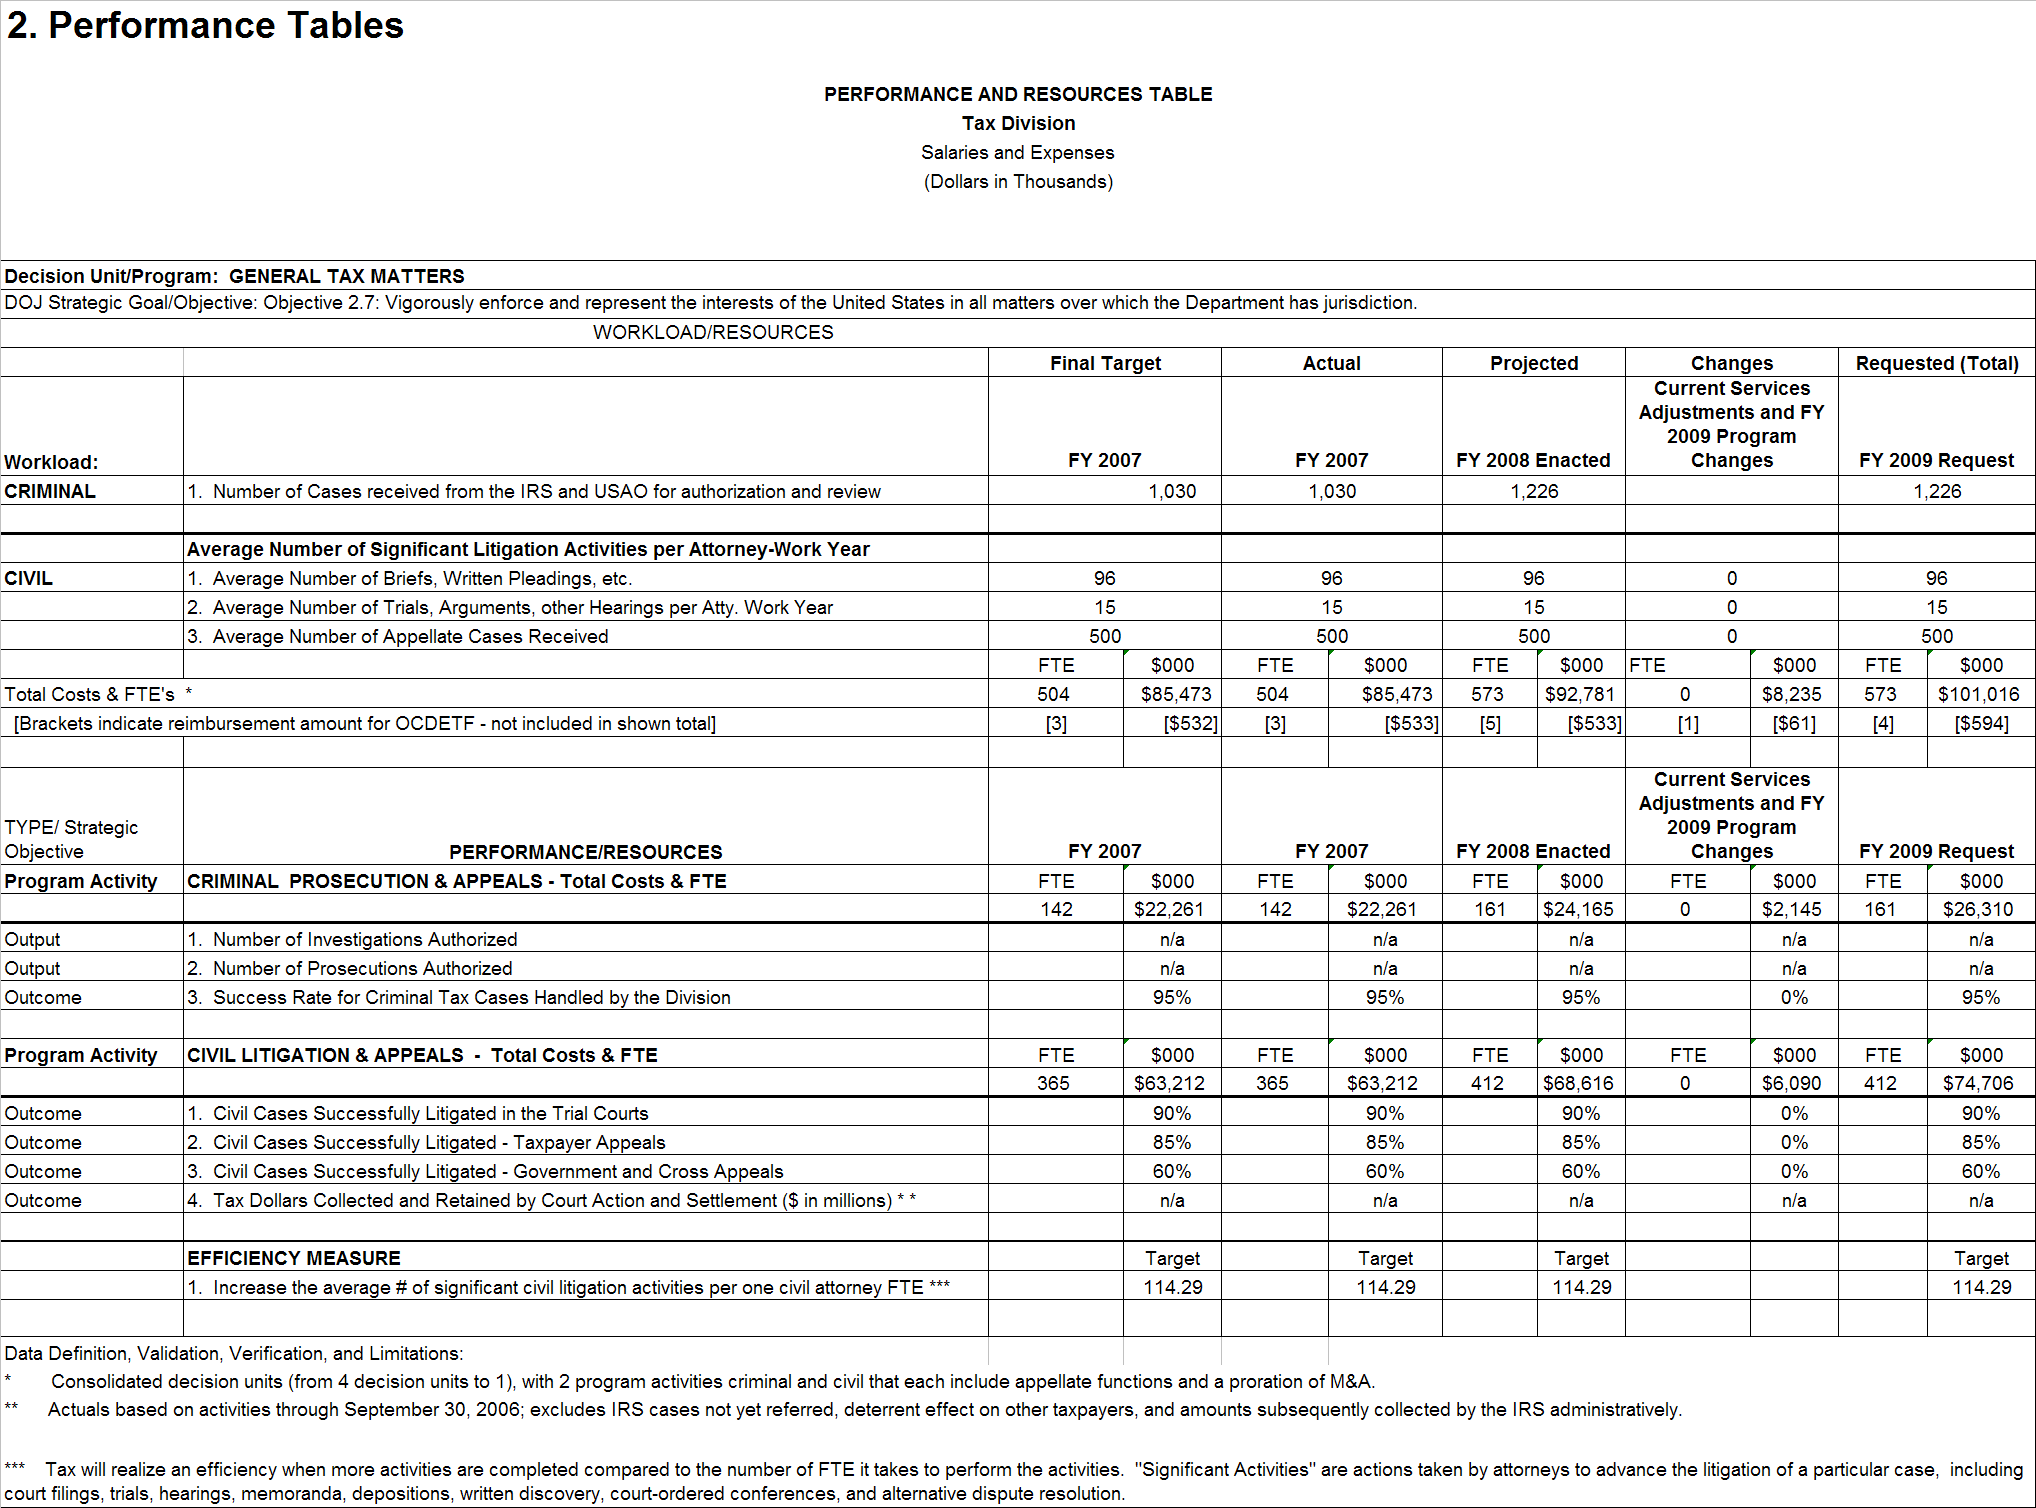 2. Performance Tables
PERFORMANCE AND RESOURCES TABLE
Tax Division
Salaries and Expenses
(Dollars in Thousands)
Decision Unit/Program: GENERAL TAX MATTERS
DOJ Strategic Goal/Objective: Objective 2.7: Vigorously enforce and represent the interests of the United States in all matters over which the Department has jurisdiction.
WORKLOAD/RESOURCES
Final Target Actual Projected Changes Requested (Total)
Workload: FY 2007 FY 2007 FY 2008 Enacted Current Services Adjustments and FY 2009 Program Changes FY 2009 Request
CRIMINAL 1. Number of Cases received from the IRS and USAO for authorization and review 1,030 1,030 1,226 1,226
Average Number of Significant Litigation Activities per Attorney-Work Year
CIVIL 1. Average Number of Briefs, Written Pleadings, etc. 96 96 96 0 96
2. Average Number of Trials, Arguments, other Hearings per Atty. Work Year 15 15 15 0 15
3. Average Number of Appellate Cases Received 500 500 500 0 500
FTE $000 FTE $000 FTE $000 FTE $000 FTE $000
Total Costs & FTE's * 504 $85,473 504 $85,473 573 $92,781 0 $8,235 573 $101,016
[Brackets indicate reimbursement amount for OCDETF - not included in shown total] [3] [$532] [3] [$533] [5] [$533] [1] [$61] [4] [$594]
TYPE/ Strategic Objective PERFORMANCE/RESOURCES FY 2007 FY 2007 FY 2008 Enacted Current Services Adjustments and FY 2009 Program Changes FY 2009 Request
Program Activity CRIMINAL PROSECUTION & APPEALS - Total Costs & FTE FTE $000 FTE $000 FTE $000 FTE $000 FTE $000
142 $22,261 142 $22,261 161 $24,165 0 $2,145 161 $26,310
Output 1. Number of Investigations Authorized n/a n/a n/a n/a n/a
Output 2. Number of Prosecutions Authorized n/a n/a n/a n/a n/a
Outcome 3. Success Rate for Criminal Tax Cases Handled by the Division 95% 95% 95% 0% 95%
Program Activity CIVIL LITIGATION & APPEALS - Total Costs & FTE FTE $000 FTE $000 FTE $000 FTE $000 FTE $000
365 $63,212 365 $63,212 412 $68,616 0 $6,090 412 $74,706
Outcome 1. Civil Cases Successfully Litigated in the Trial Courts 90% 90% 90% 0% 90%
Outcome 2. Civil Cases Successfully Litigated - Taxpayer Appeals 85% 85% 85% 0% 85%
Outcome 3. Civil Cases Successfully Litigated - Government and Cross Appeals 60% 60% 60% 0% 60%
Outcome 4. Tax Dollars Collected and Retained by Court Action and Settlement ($ in millions) * * n/a n/a n/a n/a n/a
EFFICIENCY MEASURE Target Target Target Target
1. Increase the average # of significant civil litigation activities per one civil attorney FTE *** 114.29 114.29 114.29 114.29
Data Definition, Validation, Verification, and Limitations:
* Consolidated decision units (from 4 decision units to 1), with 2 program activities criminal and civil that each include appellate functions and a proration of M&A.
** Actuals based on activities through September 30, 2006; excludes IRS cases not yet referred, deterrent effect on other taxpayers, and amounts subsequently collected by the IRS administratively.
*** Tax will realize an efficiency when more activities are completed compared to the number of FTE it takes to perform the activities. "Significant Activities" are actions taken by attorneys to advance the litigation of a particular case, including
court filings, trials, hearings, memoranda, depositions, written discovery, court-ordered conferences, and alternative dispute resolution.